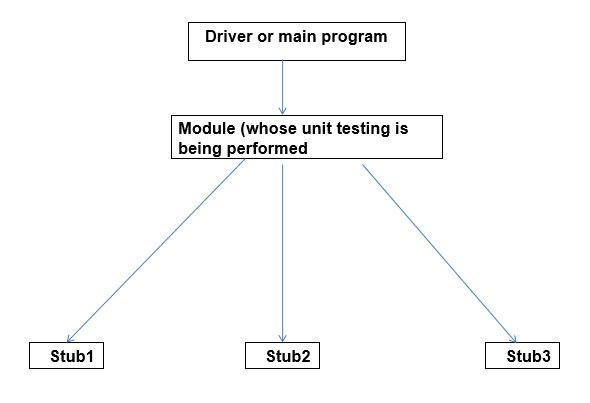 Driver or main program
Module (whose unit testing is
being performed
Stub1
Stub2
Stub3